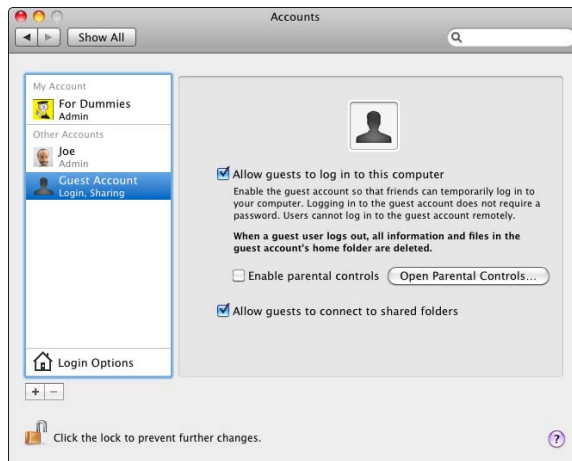 Accounts
Show All
My Account
For Dummies
Admin
Other Accounts
Joe
Admin
Guest Account
Login, Sharing
Login Options
+ −
Allow guests to log in to this computer
Enable the guest account so that friends can temporarily log in to
your computer. Logging in to the guest account does not require a
password. Users cannot log in to the guest account remotely.
When a guest user logs out, all information and files in the
guest account's home folder are deleted.
Enable parental controls
Open Parental Controls...
Allow guests to connect to shared folders
Click the lock to prevent further changes.
?